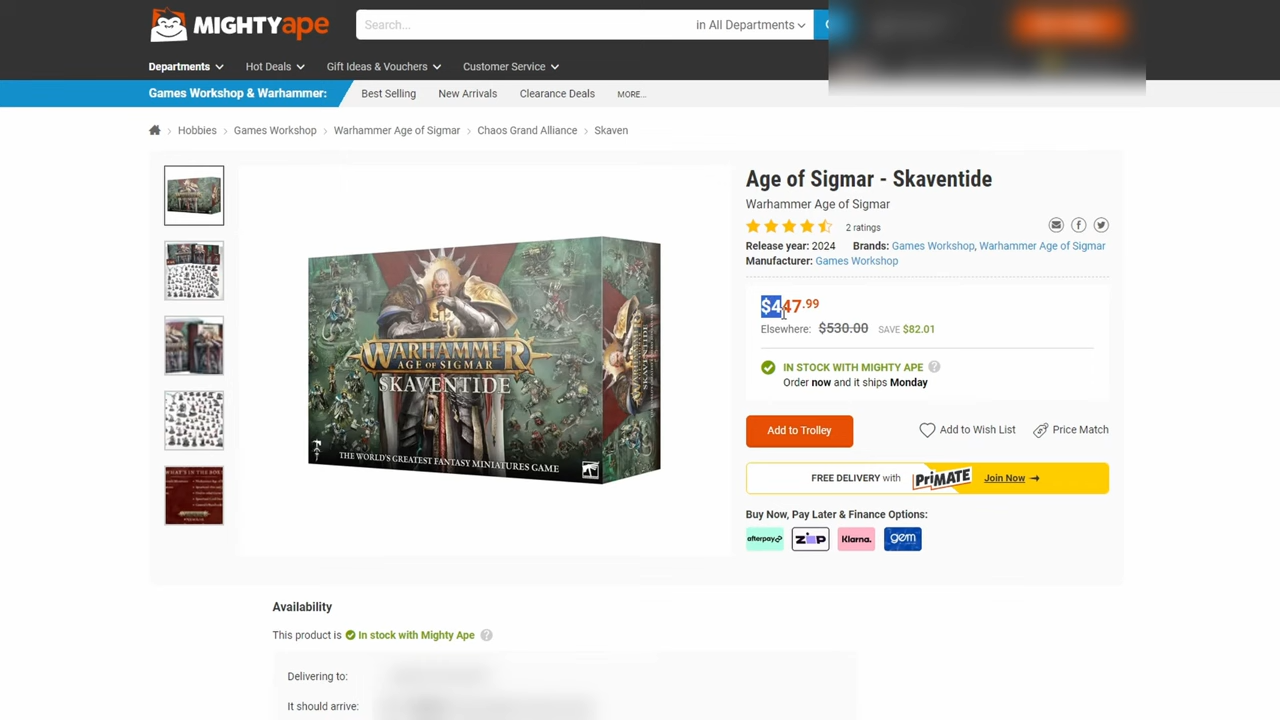 MIGHTYape
Search...
in All Departments
Departments
Hot Deals
Gift Ideas & Vouchers
Customer Service
Games Workshop & Warhammer:
Best Selling
New Arrivals
Clearance Deals
MORE...
Hobbies
Games Workshop
Warhammer Age of Sigmar
Chaos Grand Alliance
Skaven
WARHAMMER
AGE OF SIGMAR
SKAVENTIDE
THE WORLD'S GREATEST FANTASY MINIATURES GAME
Age of Sigmar - Skaventide
Warhammer Age of Sigmar
2 ratings
Release year: 2024 Brands: Games Workshop, Warhammer Age of Sigmar
Manufacturer: Games Workshop
$447.99
Elsewhere: $530.00 SAVE $82.01
IN STOCK WITH MIGHTY APE ?
Order now and it ships Monday
Add to Trolley
Add to Wish List
Price Match
FREE DELIVERY with PRiMATE Join Now →
Buy Now, Pay Later & Finance Options:
afterpay
Zip
Klarna.
gem
Availability
This product is In stock with Mighty Ape ?
Delivering to:
It should arrive: